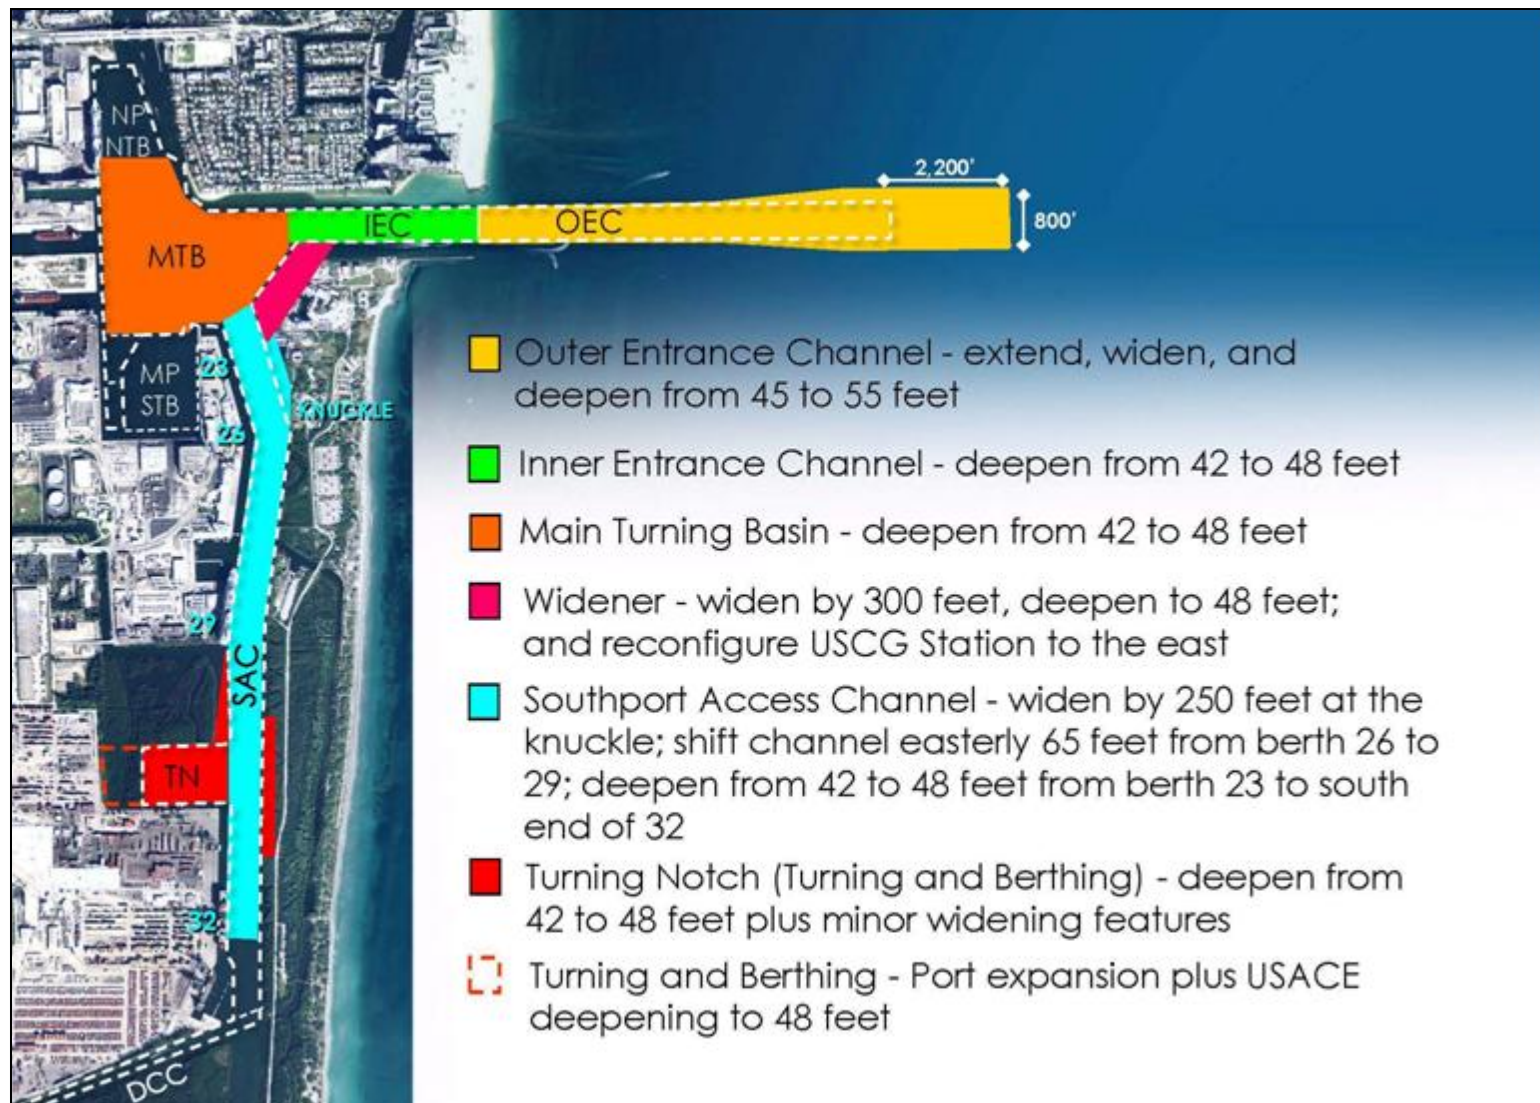 NP
NTB
2,200'
800'
IEC
OEC
MTB
MP
STB
23
26
KNUCKLE
29
SAC
TN
32
DCC
Outer Entrance Channel - extend, widen, and
deepen from 45 to 55 feet
Inner Entrance Channel - deepen from 42 to 48 feet
Main Turning Basin - deepen from 42 to 48 feet
Widener - widen by 300 feet, deepen to 48 feet;
and reconfigure USCG Station to the east
Southport Access Channel - widen by 250 feet at the
knuckle; shift channel easterly 65 feet from berth 26 to
29; deepen from 42 to 48 feet from berth 23 to south
end of 32
Turning Notch (Turning and Berthing) - deepen from
42 to 48 feet plus minor widening features
Turning and Berthing - Port expansion plus USACE
deepening to 48 feet